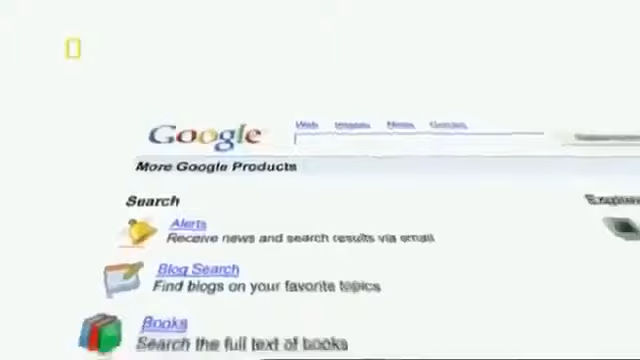 Google
Web Images News Groups
More Google Products
Search
Alerts
Receive news and search results via email
Blog Search
Find blogs on your favorite topics
Books
Search the full text of books